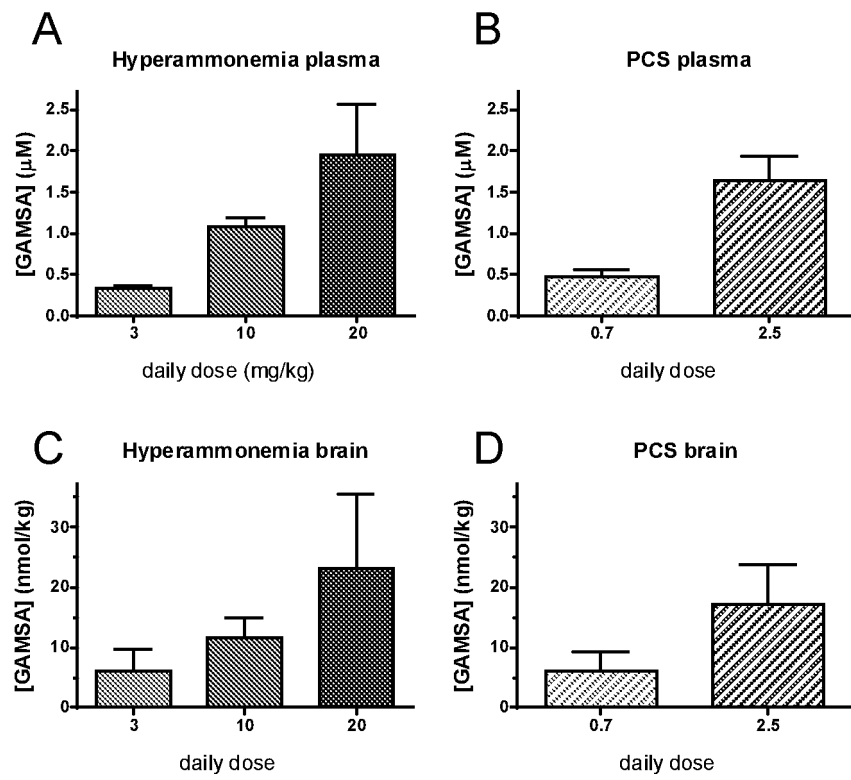 A
Hyperammonemia plasma
[GAMSA] (μM)
2.5
2.0
1.5
1.0
0.5
0.0
3 10 20
daily dose (mg/kg)
B
PCS plasma
[GAMSA] (μM)
2.5
2.0
1.5
1.0
0.5
0.0
0.7 2.5
daily dose
C
Hyperammonemia brain
[GAMSA] (nmol/kg)
30
20
10
0
3 10 20
daily dose
D
PCS brain
[GAMSA] (nmol/kg)
30
20
10
0
0.7 2.5
daily dose